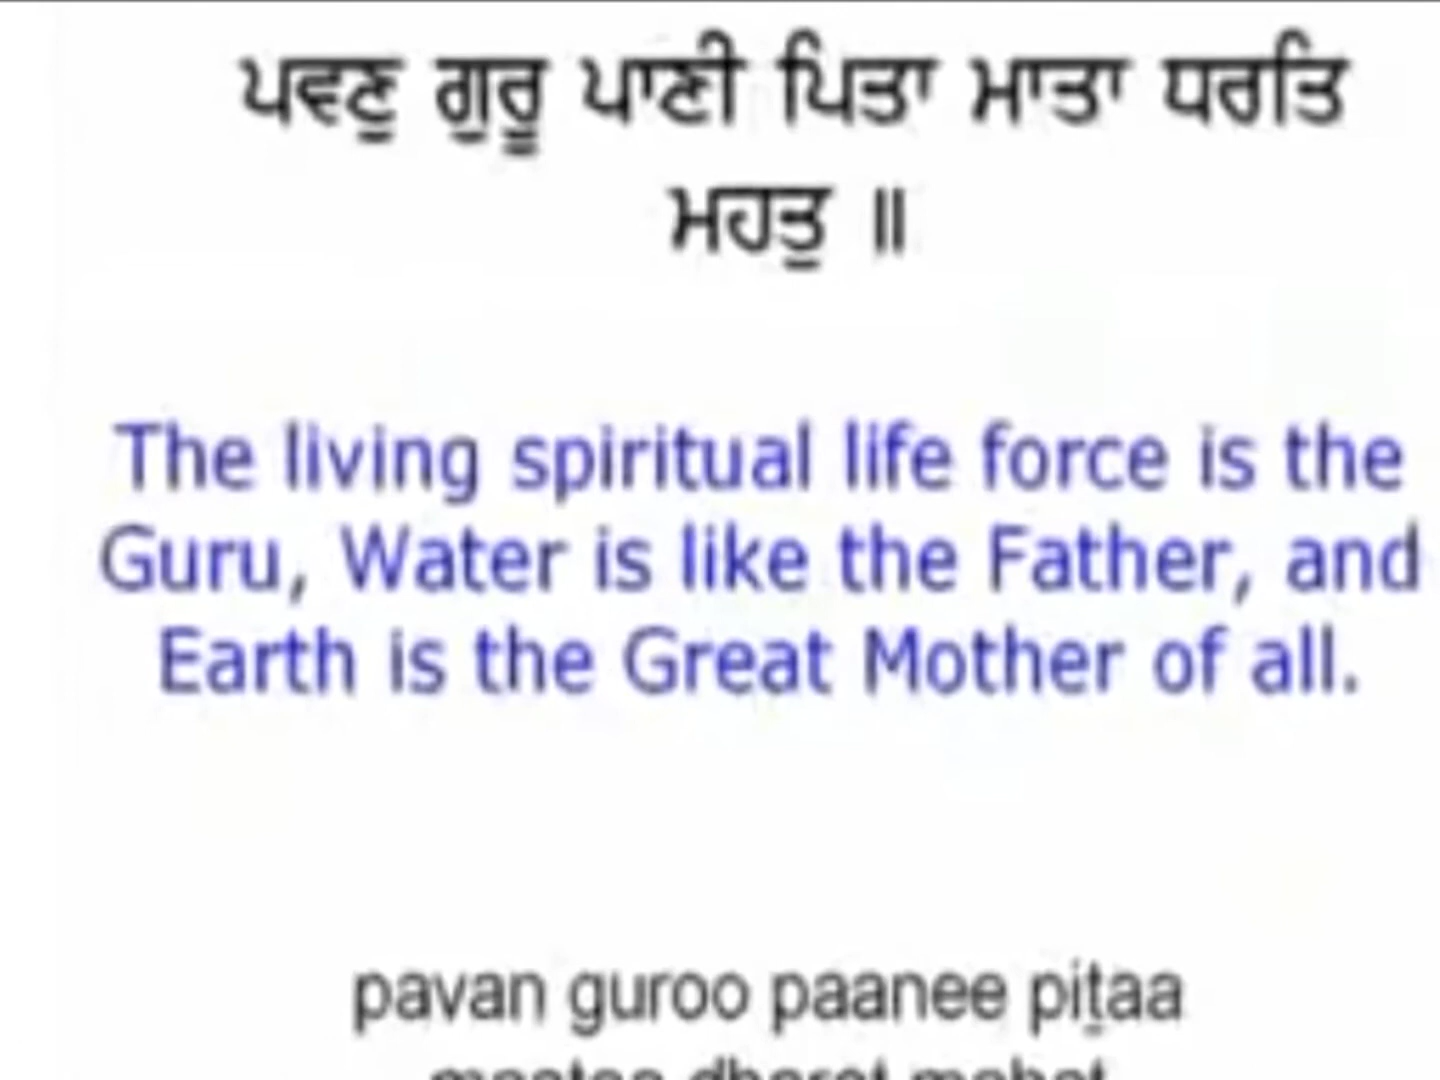 ਪਵਣੁ ਗੁਰੂ ਪਾਣੀ ਪਿਤਾ ਮਾਤਾ ਧਰਤਿ
ਮਹਤੁ ॥
The living spiritual life force is the
Guru, Water is like the Father, and
Earth is the Great Mother of all.
pavan guroo paanee piṯaa